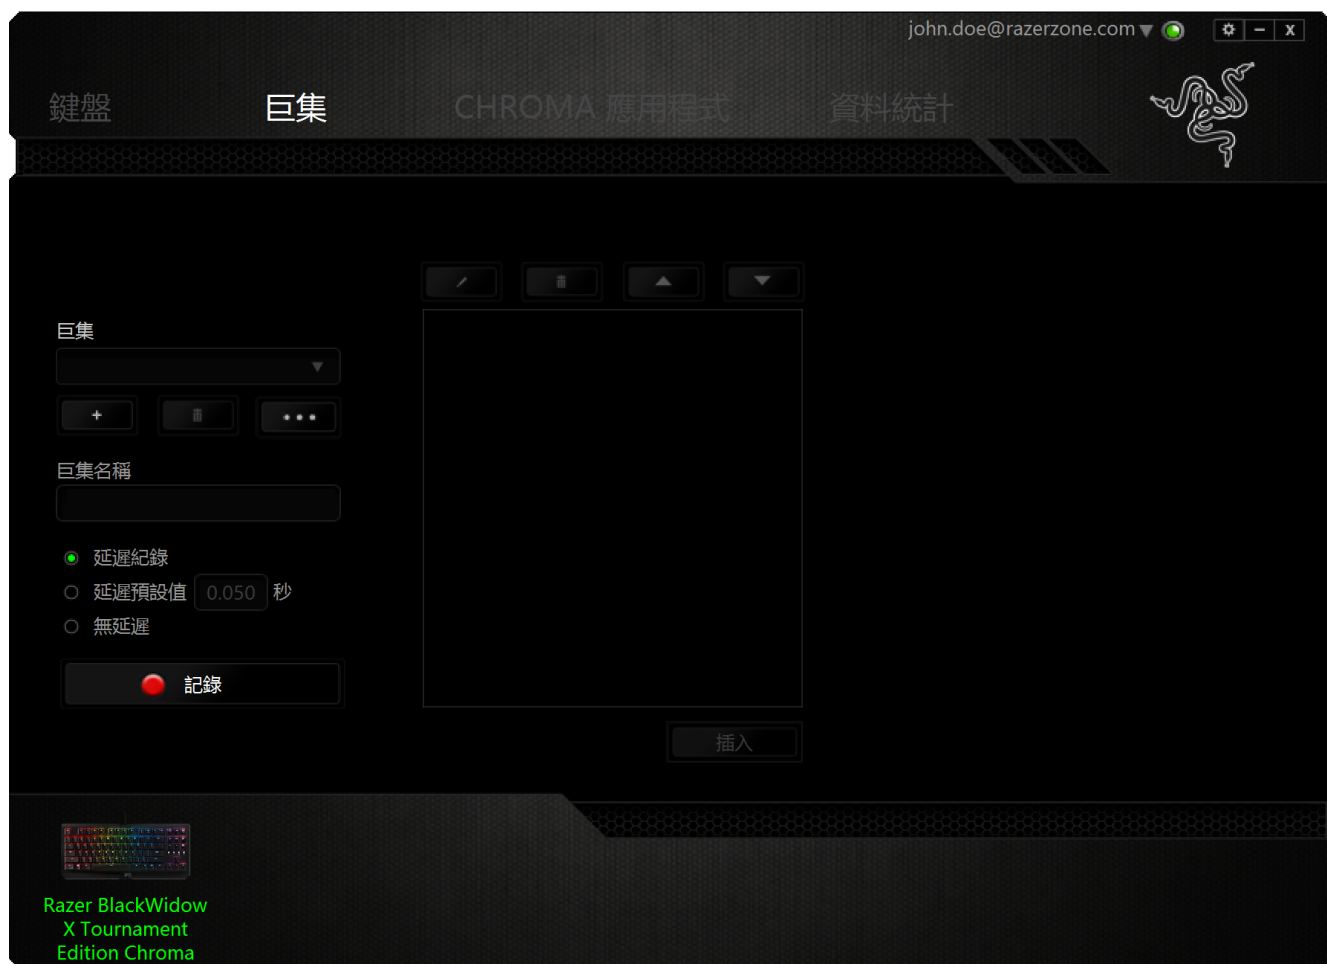 john.doe@razerzone.com
鍵盤 巨集 CHROMA 應用程式 資料統計
巨集
巨集名稱
延遲紀錄
延遲預設值 0.050 秒
無延遲
記錄
插入
Razer BlackWidow
X Tournament
Edition Chroma